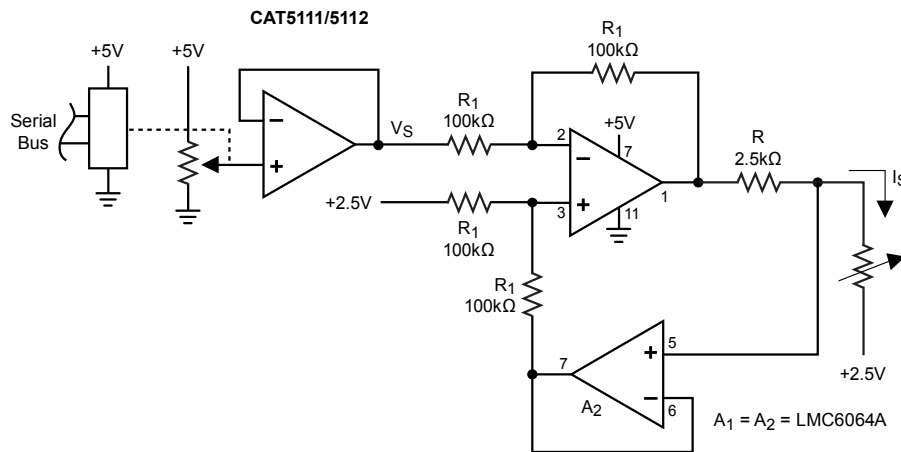 CAT5111/5112
+5V
+5V
Serial
Bus
VS
R1
100kΩ
R1
100kΩ
+5V
2
7
3
11
1
R
2.5kΩ
+2.5V
R1
100kΩ
R1
100kΩ
5
7
6
A2
+2.5V
A1 = A2 = LMC6064A